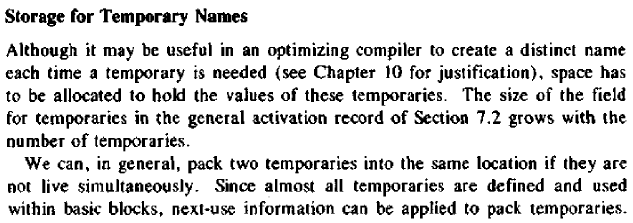 Storage for Temporary Names
Although it may be useful in an optimizing compiler to create a distinct name
each time a temporary is needed (see Chapter 10 for justification), space has
to be allocated to hold the values of these temporaries. The size of the field
for temporaries in the general activation record of Section 7.2 grows with the
number of temporaries.
We can, in general, pack two temporaries into the same location if they are
not live simultaneously. Since almost all temporaries are defined and used
within basic blocks, next-use information can be applied to pack temporaries.